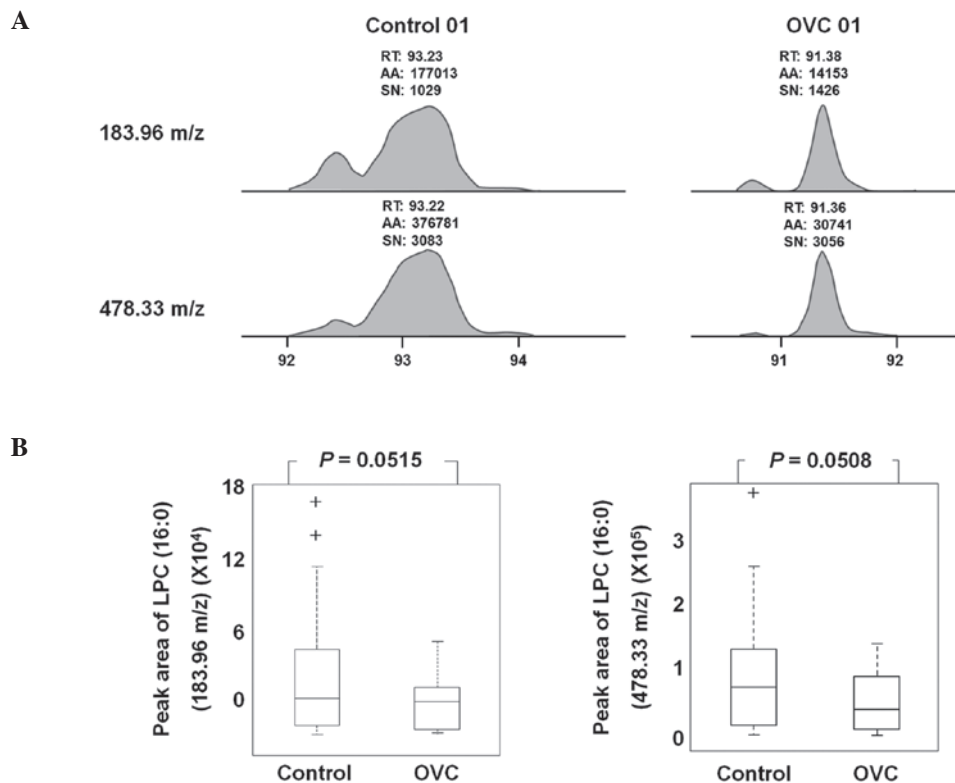 A
Control 01
OVC 01
RT: 93.23
AA: 177013
SN: 1029
RT: 91.38
AA: 14153
SN: 1426
183.96 m/z
RT: 93.22
AA: 376781
SN: 3083
RT: 91.36
AA: 30741
SN: 3056
478.33 m/z
92 93 94
91 92
B
P = 0.0515
Peak area of LPC (16:0)
(183.96 m/z) (X10⁴)
18
12
6
0
Control OVC
P = 0.0508
Peak area of LPC (16:0)
(478.33 m/z) (X10⁵)
3
2
1
0
Control OVC